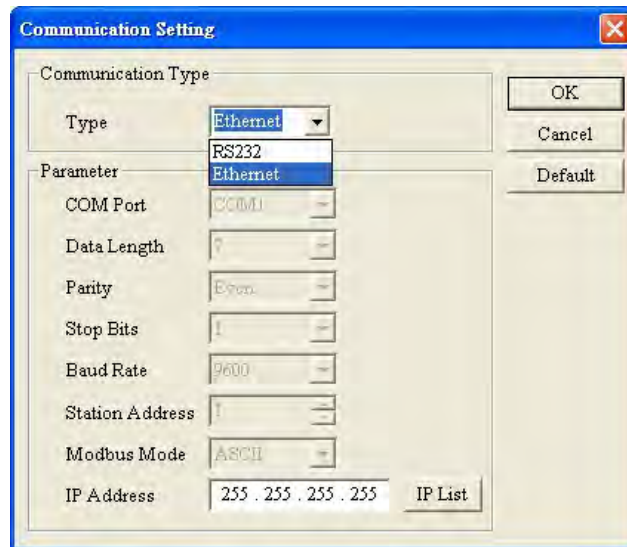 Communication Setting
Communication Type
Type Ethernet
RS232
Ethernet
OK
Cancel
Default
Parameter
COM Port COM1
Data Length 7
Parity Even
Stop Bits 1
Baud Rate 9600
Station Address 1
Modbus Mode ASCII
IP Address 255 . 255 . 255 . 255 IP List